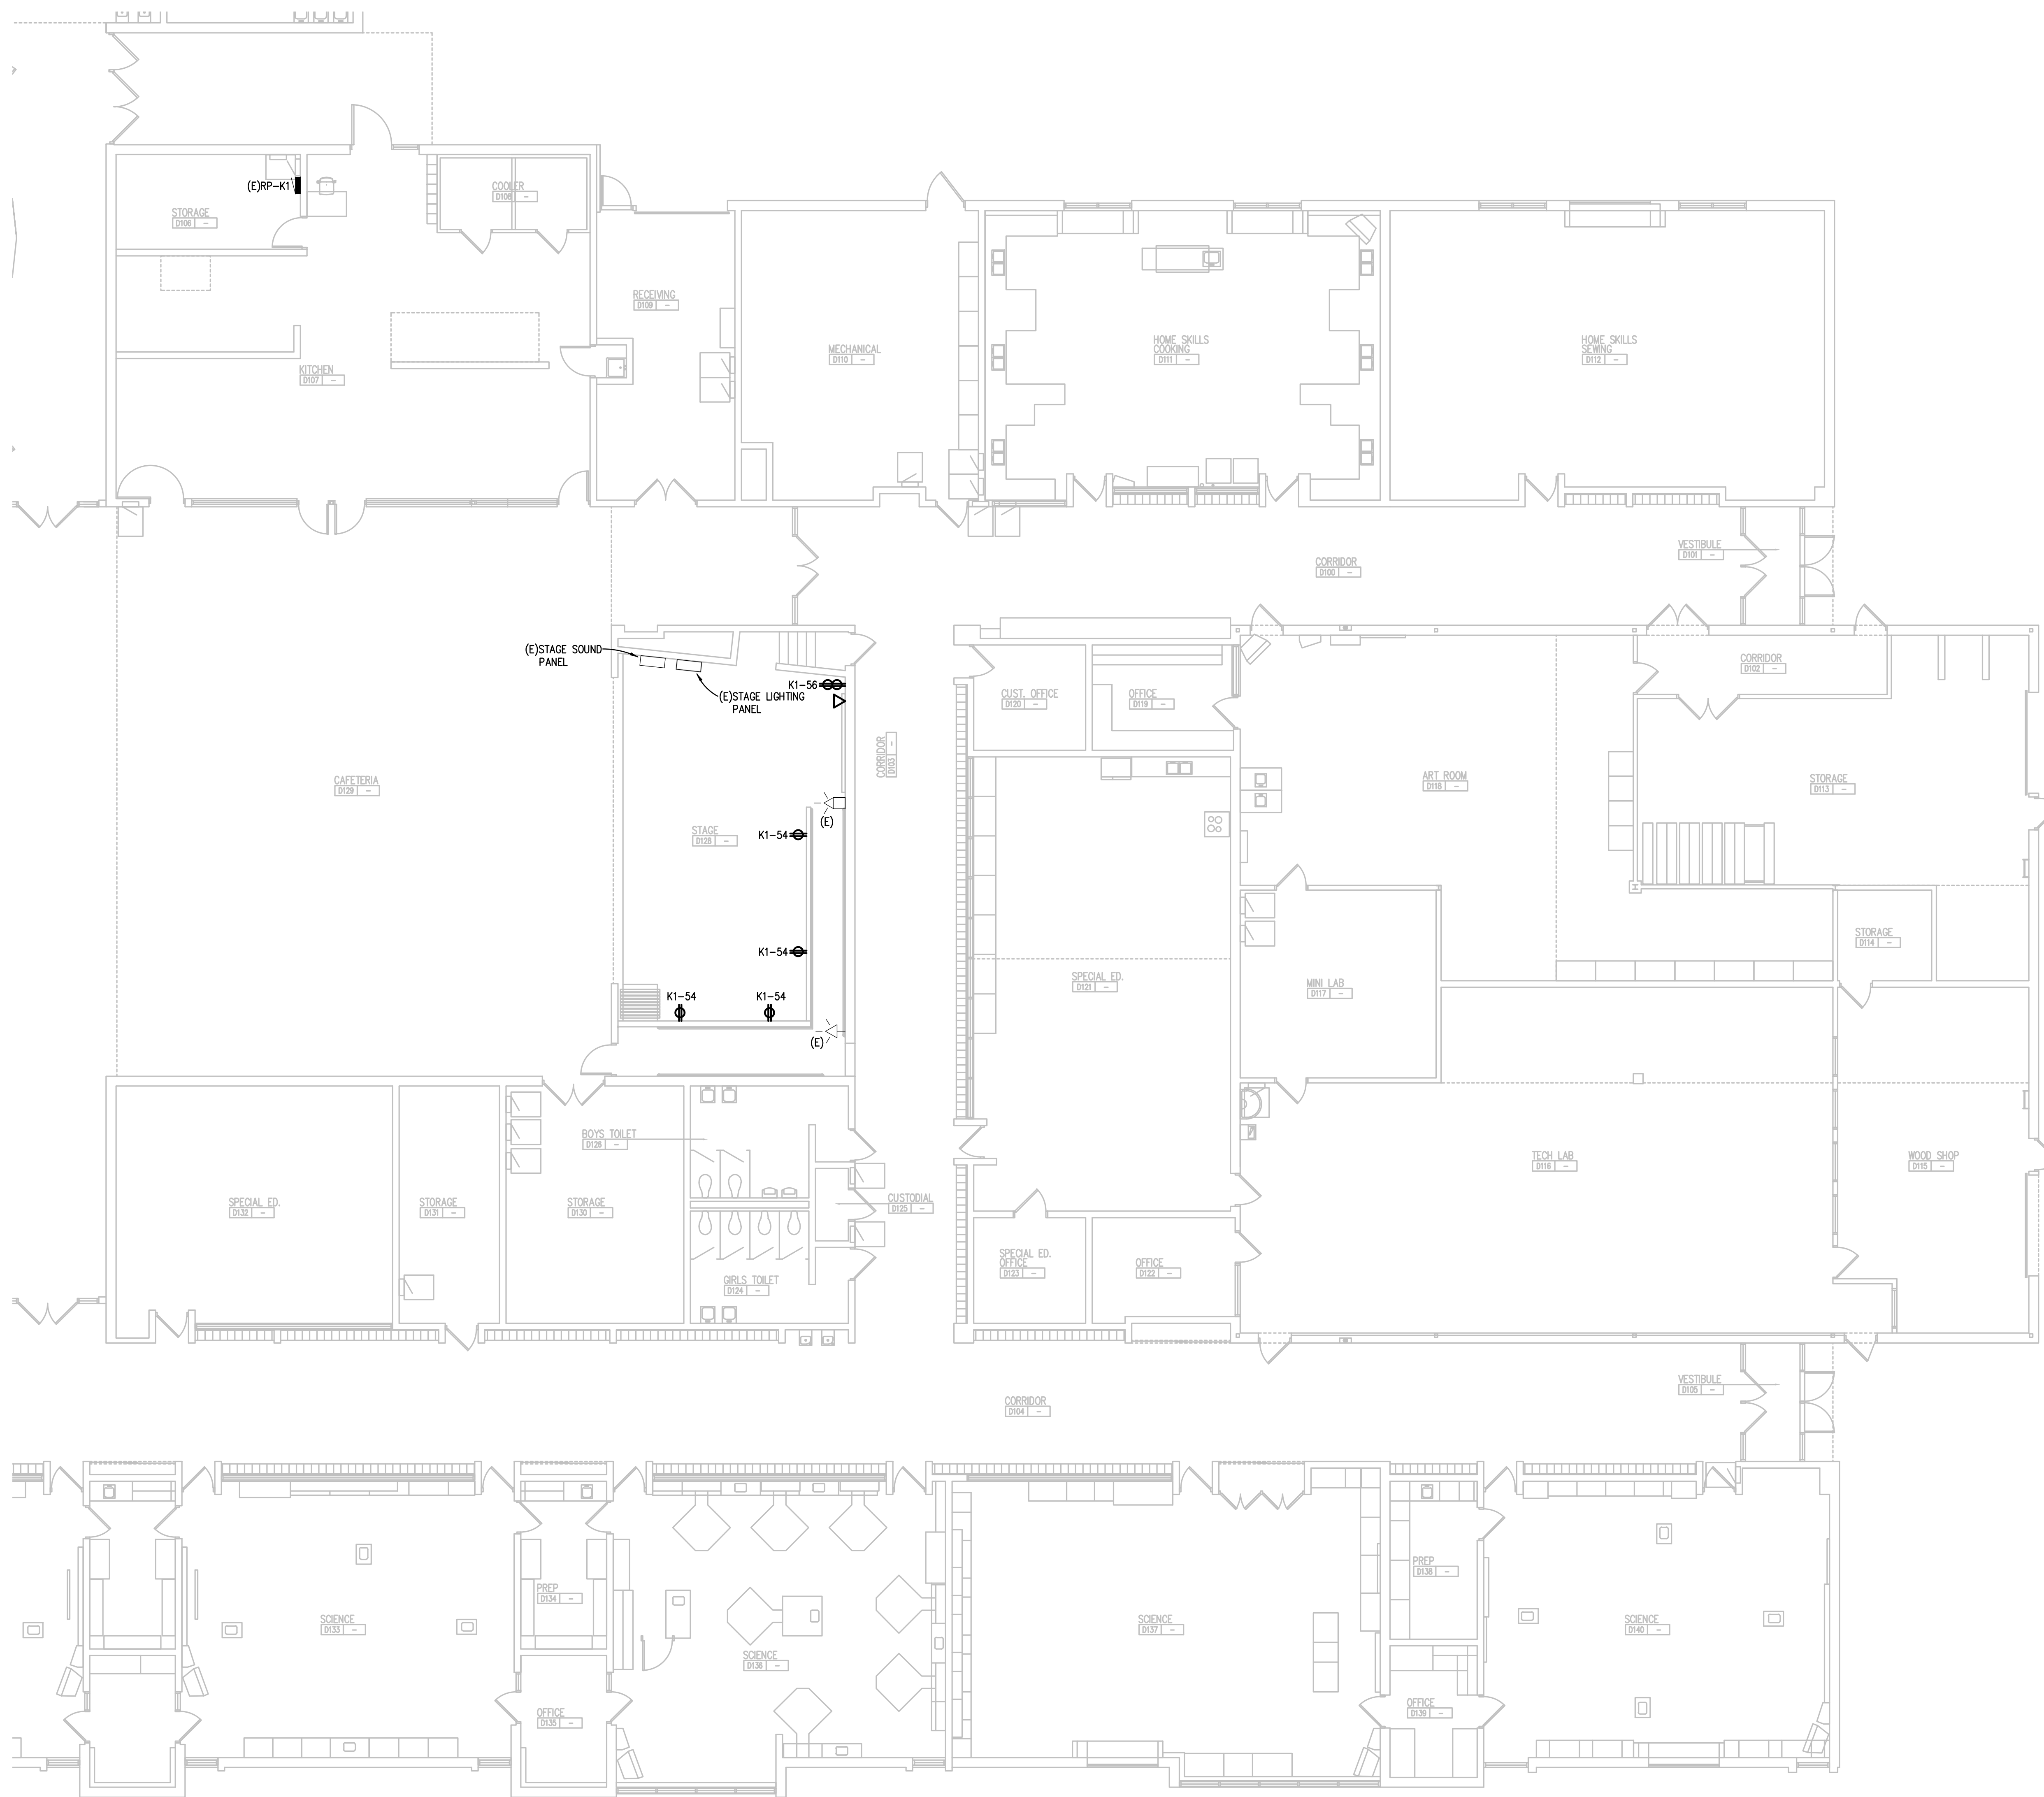 (E)RP-K1
COOLER
D108 -
STORAGE
D106 -
RECEIVING
D109 -
MECHANICAL
D110 -
HOME SKILLS
COOKING
D111 -
HOME SKILLS
SEWING
D112 -
KITCHEN
D107 -
VESTIBULE
D101 -
CORRIDOR
D100 -
(E)STAGE SOUND
PANEL
(E)STAGE LIGHTING
PANEL
K1-56
CUST. OFFICE
D120 -
OFFICE
D119 -
CORRIDOR
D102 -
CORRIDOR
D103 -
CAFETERIA
D129 -
ART ROOM
D118 -
STORAGE
D113 -
(E)
STAGE
D128 -
K1-54
STORAGE
D114 -
K1-54
SPECIAL ED.
D121 -
MINI LAB
D117 -
K1-54
K1-54
(E)
BOYS TOILET
D126 -
TECH LAB
D116 -
WOOD SHOP
D115 -
SPECIAL ED.
D132 -
STORAGE
D131 -
STORAGE
D130 -
CUSTODIAL
D125 -
SPECIAL ED.
OFFICE
D123 -
OFFICE
D122 -
GIRLS TOILET
D124 -
VESTIBULE
D105 -
CORRIDOR
D104 -
PREP
D134 -
PREP
D138 -
SCIENCE
D133 -
SCIENCE
D137 -
SCIENCE
D140 -
SCIENCE
D136 -
OFFICE
D135 -
OFFICE
D139 -